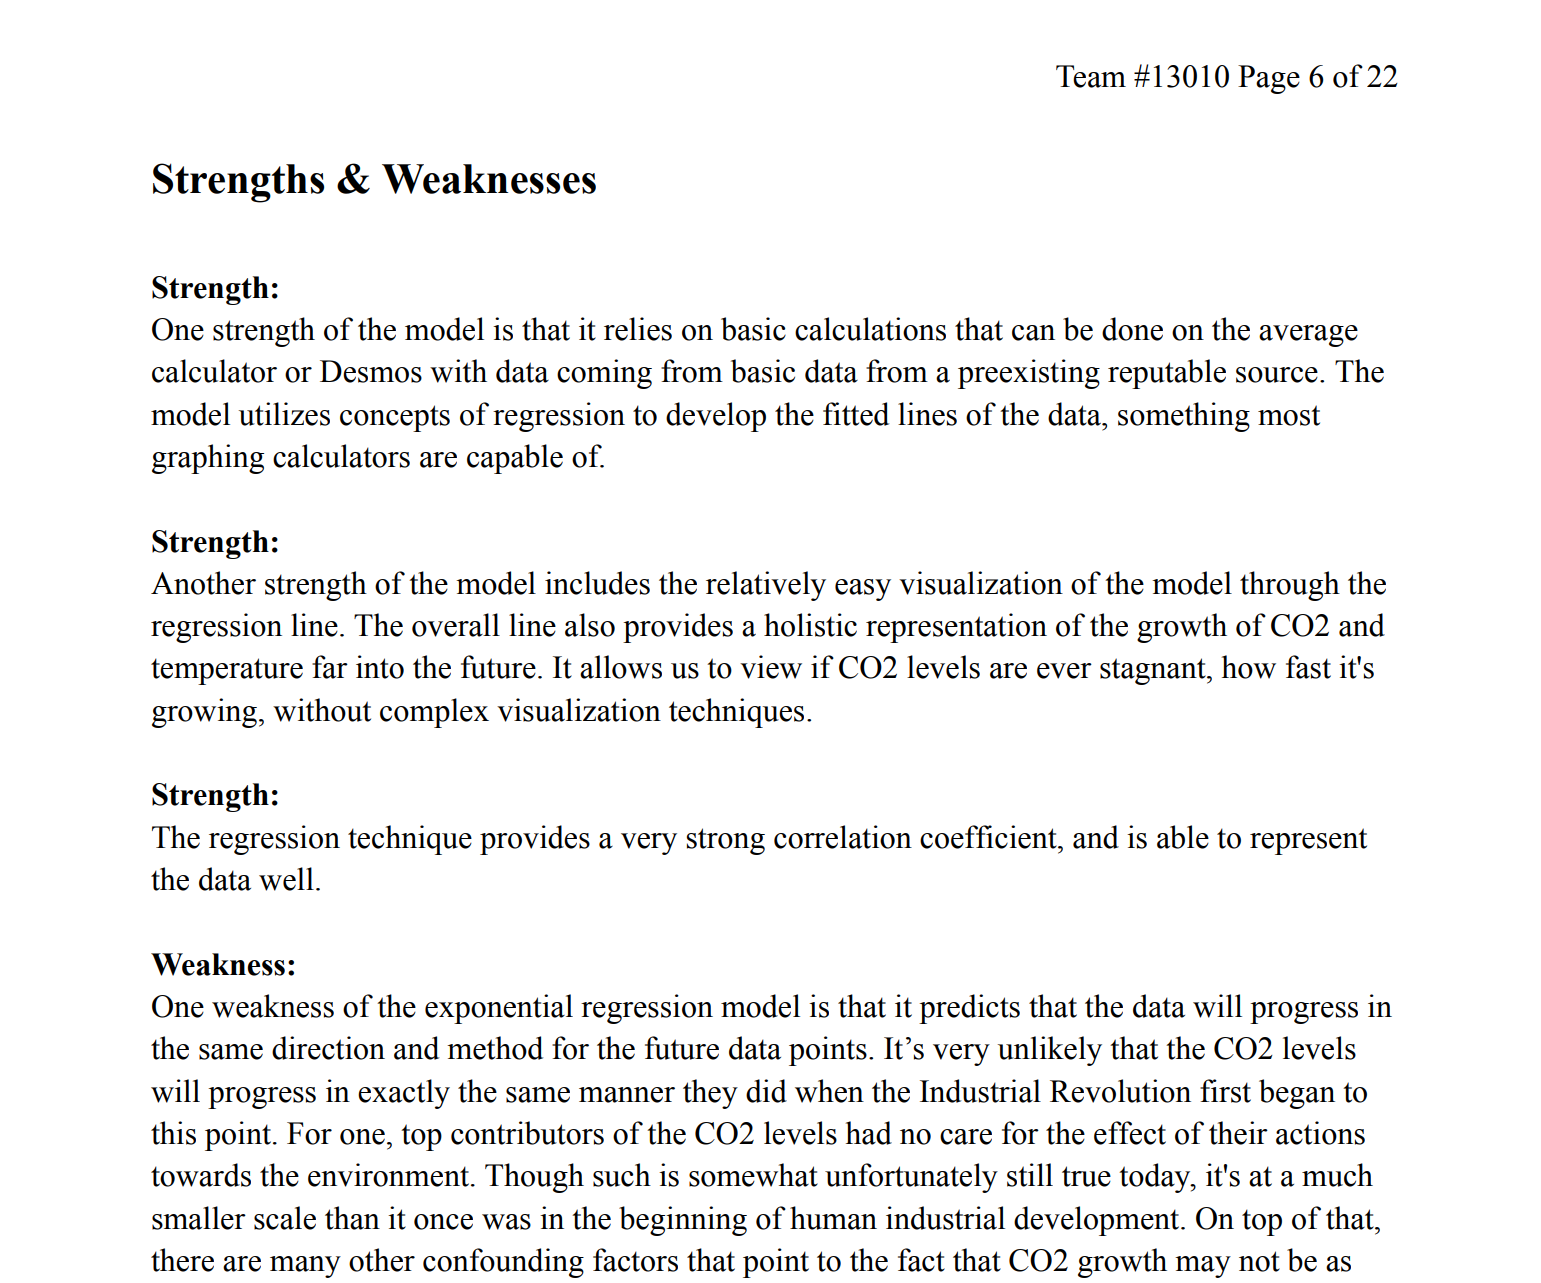 Team #13010 Page 6 of 22
Strengths & Weaknesses
Strength:
One strength of the model is that it relies on basic calculations that can be done on the average
calculator or Desmos with data coming from basic data from a preexisting reputable source. The
model utilizes concepts of regression to develop the fitted lines of the data, something most
graphing calculators are capable of.
Strength:
Another strength of the model includes the relatively easy visualization of the model through the
regression line. The overall line also provides a holistic representation of the growth of CO2 and
temperature far into the future. It allows us to view if CO2 levels are ever stagnant, how fast it's
growing, without complex visualization techniques.
Strength:
The regression technique provides a very strong correlation coefficient, and is able to represent
the data well.
Weakness:
One weakness of the exponential regression model is that it predicts that the data will progress in
the same direction and method for the future data points. It’s very unlikely that the CO2 levels
will progress in exactly the same manner they did when the Industrial Revolution first began to
this point. For one, top contributors of the CO2 levels had no care for the effect of their actions
towards the environment. Though such is somewhat unfortunately still true today, it's at a much
smaller scale than it once was in the beginning of human industrial development. On top of that,
there are many other confounding factors that point to the fact that CO2 growth may not be as